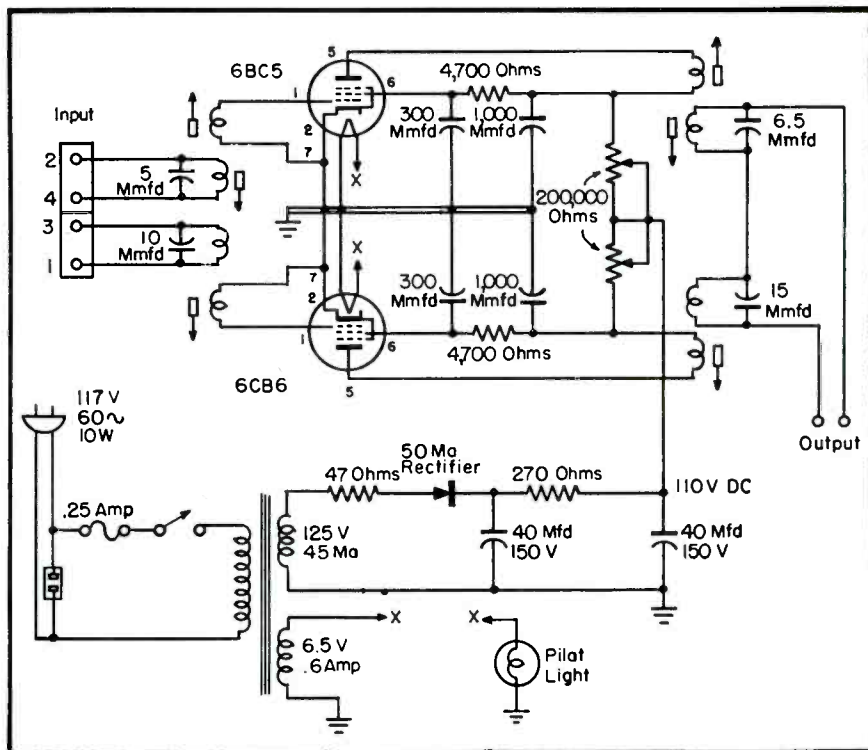 6BC5
5
6
1
2
7
X
4,700 Ohms
300
Mmfd
1,000
Mmfd
6.5
Mmfd
Input
2
4
3
1
5
Mmfd
10
Mmfd
200,000
Ohms
X
7
2
1
6
5
300
Mmfd
1,000
Mmfd
4,700 Ohms
15
Mmfd
6CB6
Output
117 V
60~
10W
.25 Amp
125 V
45 Ma
47 Ohms
50 Ma
Rectifier
270 Ohms
110 V DC
40 Mfd
150 V
40 Mfd
150 V
6.5 V
.6 Amp
X
X
Pilat
Light